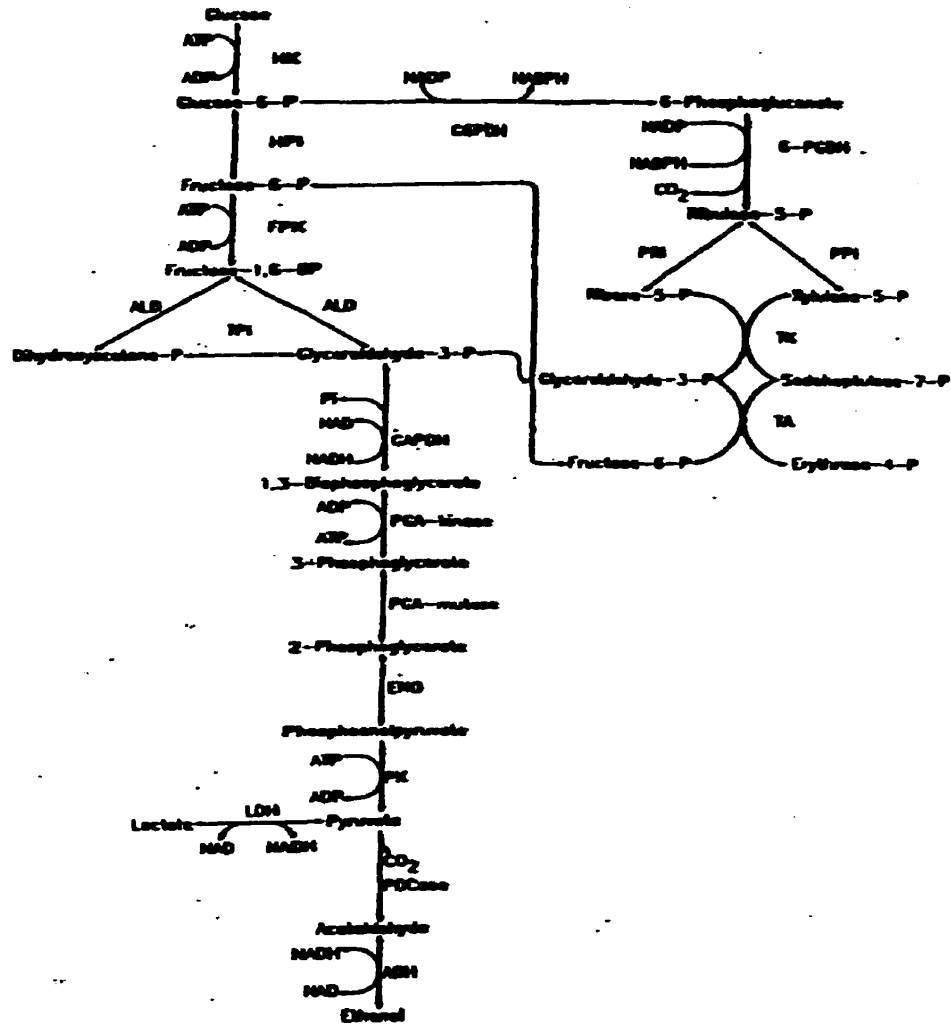 Glucose
ATP
ADP
HK
Glucose-6-P
NADP
NADPH
G6PDH
6-Phosphogluconate
NADP
NADPH
CO2
6-PGDH
HPI
Fructose-6-P
ATP
ADP
FPK
Ribulose-5-P
PRI
PPI
Fructose-1,6-BP
ALD
ALD
TPI
Ribose-5-P
Xylulose-5-P
TK
Dihydroxyacetone-P
Glyceraldehyde-3-P
Glyceraldehyde-3-P
Sedoheptulose-7-P
TA
Fructose-6-P
Erythrose-4-P
Pi
NAD
NADH
GAPDH
1,3-Diphosphoglycerate
ADP
ATP
PGA-kinase
3-Phosphoglycerate
PGA-mutase
2-Phosphoglycerate
ENO
Phosphoenolpyruvate
ATP
ADP
PK
Lactate
LDH
NAD
NADH
Pyruvate
CO2
PDCase
Acetaldehyde
NADH
NAD
ADH
Ethanol